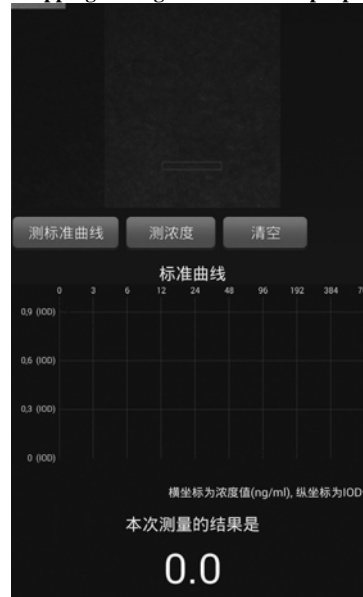 测标准曲线 测浓度 清空
标准曲线
0 3 6 12 24 48 96 192 384
0,9 (IOD)
0,6 (IOD)
0,3 (IOD)
0 (IOD)
横坐标为浓度值(ng/ml), 纵坐标为IOD
本次测量的结果是
0.0